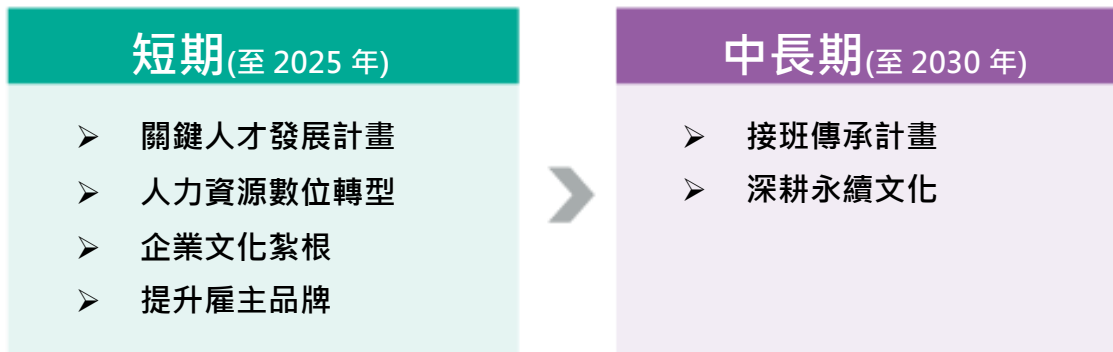 短期(至 2025 年)
➢ 關鍵人才發展計畫
➢ 人力資源數位轉型
➢ 企業文化紮根
➢ 提升雇主品牌
中長期(至 2030 年)
➢ 接班傳承計畫
➢ 深耕永續文化